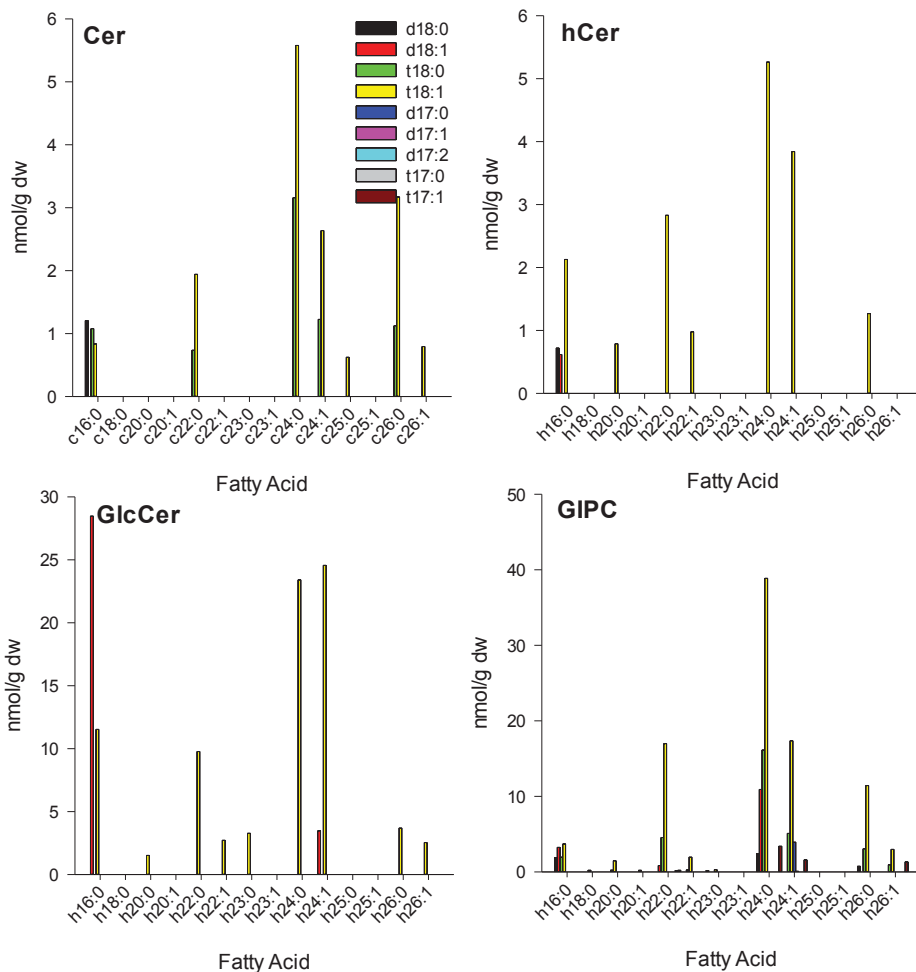 Cer
6
5
4
3
2
1
0
nmol/g dw
d18:0
d18:1
t18:0
t18:1
d17:0
d17:1
d17:2
t17:0
t17:1
c16:0 c18:0 c20:0 c20:1 c22:0 c22:1 c23:0 c23:1 c24:0 c24:1 c25:0 c25:1 c26:0 c26:1
Fatty Acid
hCer
6
5
4
3
2
1
0
nmol/g dw
h16:0 h18:0 h20:0 h20:1 h22:0 h22:1 h23:0 h23:1 h24:0 h24:1 h25:0 h25:1 h26:0 h26:1
Fatty Acid
GlcCer
30
25
20
15
10
5
0
nmol/g dw
h16:0 h18:0 h20:0 h20:1 h22:0 h22:1 h23:0 h23:1 h24:0 h24:1 h25:0 h25:1 h26:0 h26:1
Fatty Acid
GIPC
50
40
30
20
10
0
nmol/g dw
h16:0 h18:0 h20:0 h20:1 h22:0 h22:1 h23:0 h23:1 h24:0 h24:1 h25:0 h25:1 h26:0 h26:1
Fatty Acid